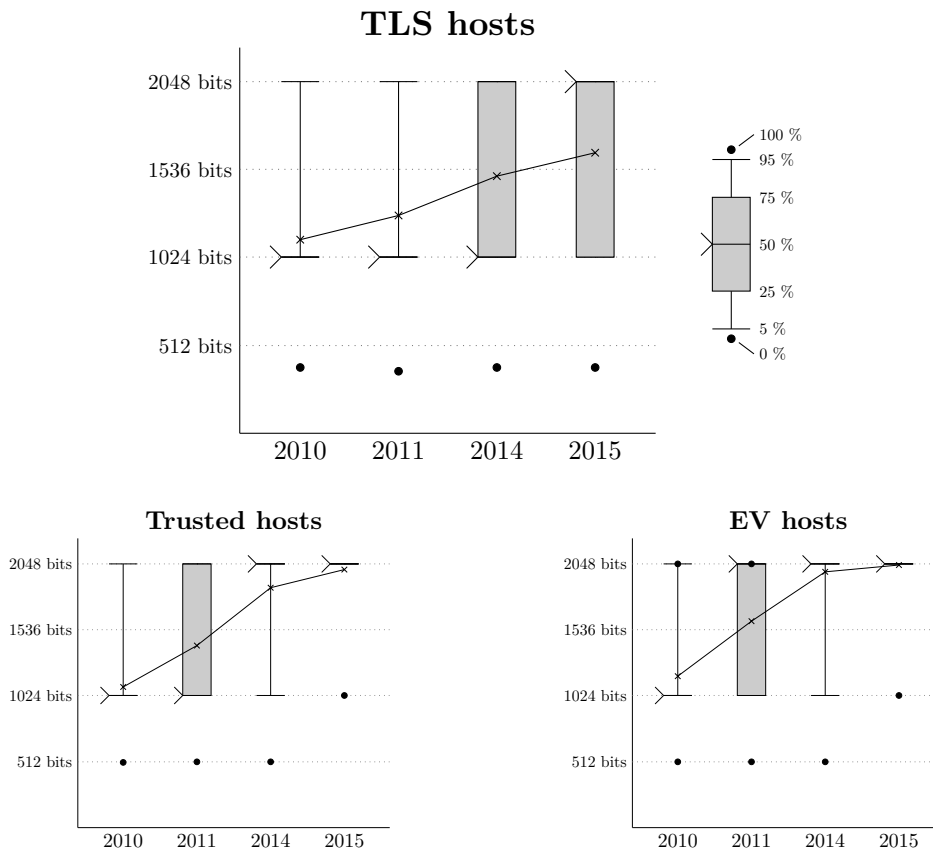 TLS hosts
2048 bits
1536 bits
1024 bits
512 bits
2010 2011 2014 2015
100 %
95 %
75 %
50 %
25 %
5 %
0 %
Trusted hosts
2048 bits
1536 bits
1024 bits
512 bits
2010 2011 2014 2015
EV hosts
2048 bits
1536 bits
1024 bits
512 bits
2010 2011 2014 2015